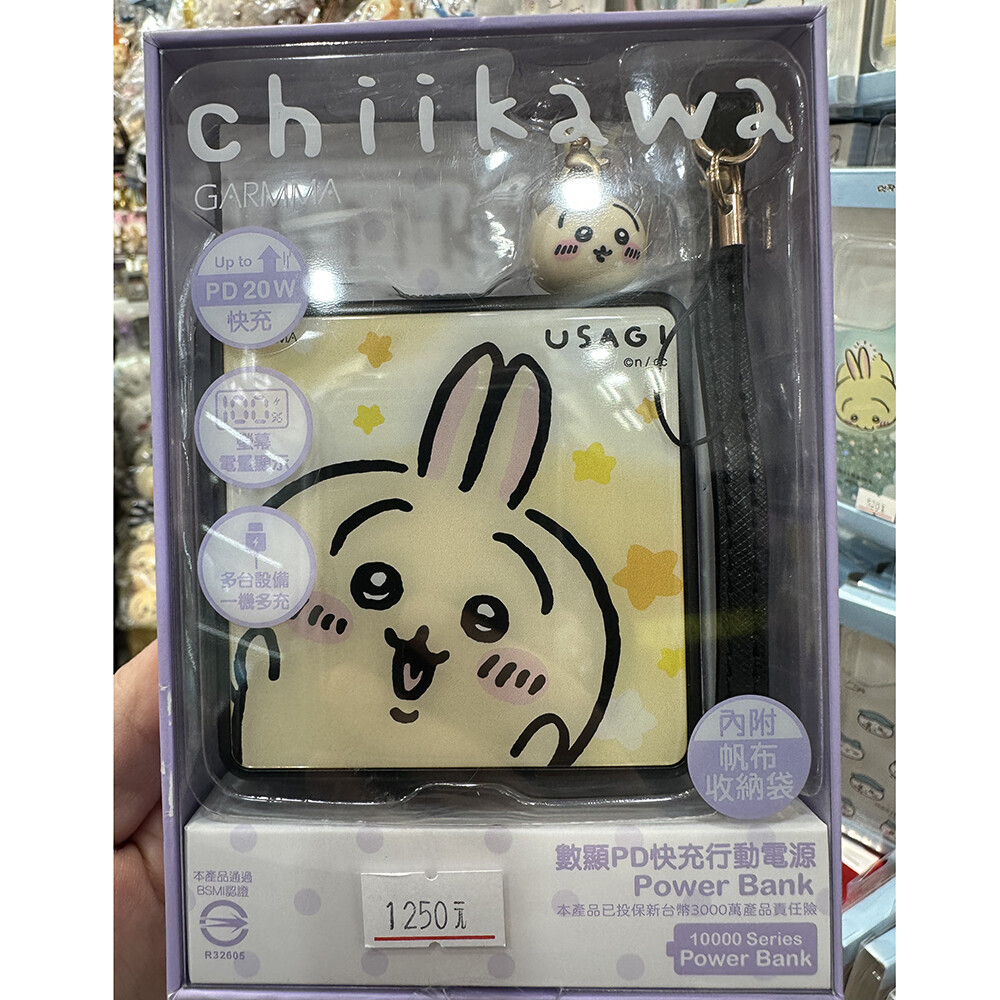 chiikawa
GARMMA
Up to
PD 20W
快充
USAGI
©n / cc
100%
螢幕
電量顯示
多台設備
一機多充
內附
帆布
收納袋
數顯PD快充行動電源
Power Bank
本產品已投保新台幣3000萬產品責任險
10000 Series
Power Bank
本產品通過
BSMI認證
R32605
1250元